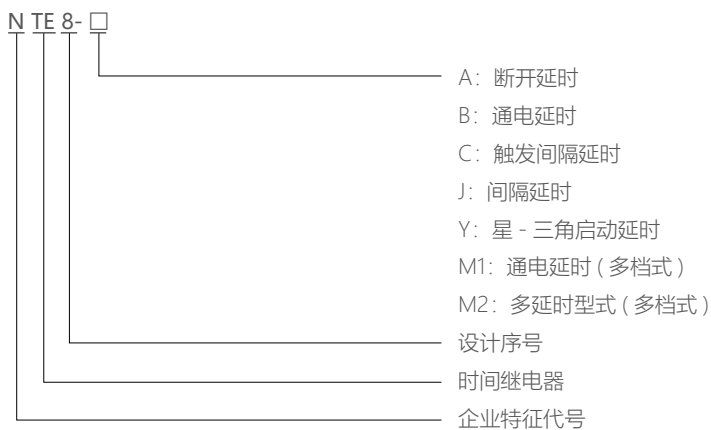 N TE 8- □
A：断开延时
B：通电延时
C：触发间隔延时
J：间隔延时
Y：星 - 三角启动延时
M1：通电延时 ( 多档式 )
M2：多延时型式 ( 多档式 )
设计序号
时间继电器
企业特征代号